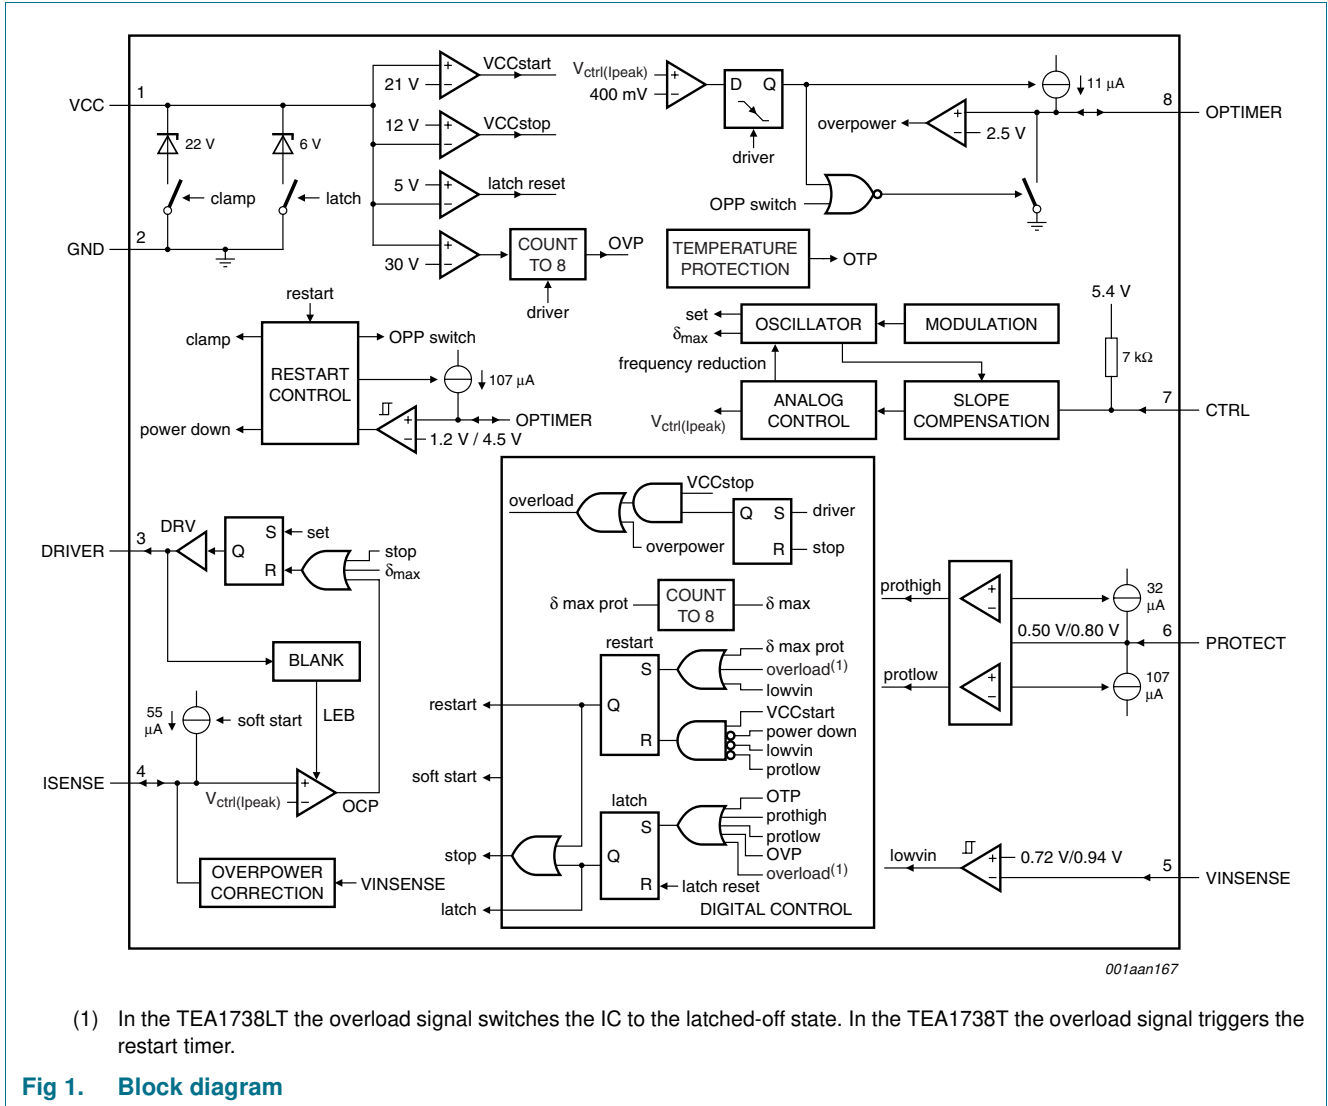 VCC
1
22 V
6 V
clamp
latch
GND
2
21 V
VCCstart
12 V
VCCstop
5 V
latch reset
30 V
COUNT
TO 8
OVP
driver
Vctrl(Ipeak)
400 mV
D Q
driver
11 μA
8
OPTIMER
overpower
2.5 V
OPP switch
TEMPERATURE
PROTECTION
OTP
restart
clamp
OPP switch
RESTART
CONTROL
107 μA
OPTIMER
power down
1.2 V / 4.5 V
set
δmax
OSCILLATOR
MODULATION
frequency reduction
5.4 V
7 kΩ
Vctrl(Ipeak)
ANALOG
CONTROL
SLOPE
COMPENSATION
7
CTRL
overload
VCCstop
overpower
Q S
R
driver
stop
δ max prot
COUNT
TO 8
δ max
restart
S
Q
R
δ max prot
overload(1)
lowvin
VCCstart
power down
lowvin
protlow
restart
soft start
latch
S
Q
R
OTP
prothigh
protlow
OVP
overload(1)
latch reset
stop
latch
DIGITAL CONTROL
DRIVER
3
DRV
Q
S
R
set
stop
δmax
BLANK
LEB
55
μA
soft start
ISENSE
4
Vctrl(Ipeak)
OCP
OVERPOWER
CORRECTION
VINSENSE
prothigh
protlow
0.50 V/0.80 V
32
μA
6
PROTECT
107
μA
lowvin
0.72 V/0.94 V
5
VINSENSE
001aan167
(1) In the TEA1738LT the overload signal switches the IC to the latched-off state. In the TEA1738T the overload signal triggers the
restart timer.
Fig 1. Block diagram